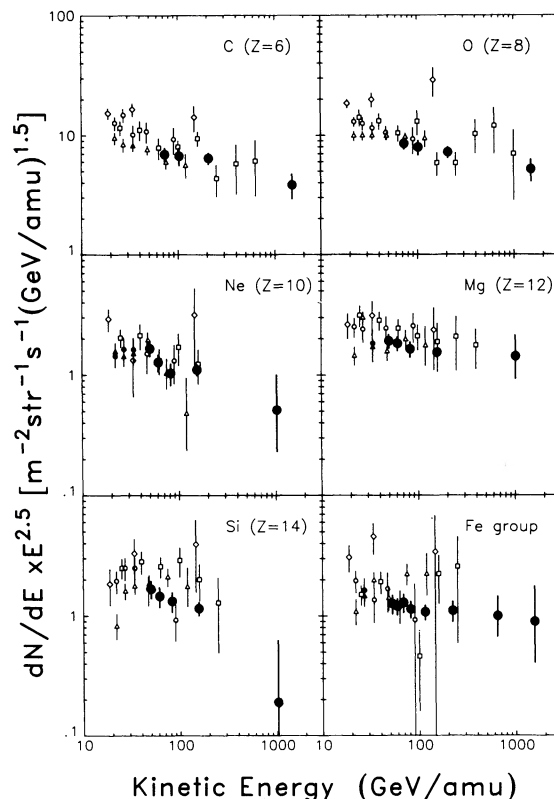 100
C (Z=6)
O (Z=8)
10
1
Ne (Z=10)
Mg (Z=12)
1
.1
Si (Z=14)
Fe group
1
.1
10 100 1000 10 100 1000
dN/dE xE^2.5 [m^-2str^-1s^-1(GeV/amu)^1.5]
Kinetic Energy (GeV/amu)